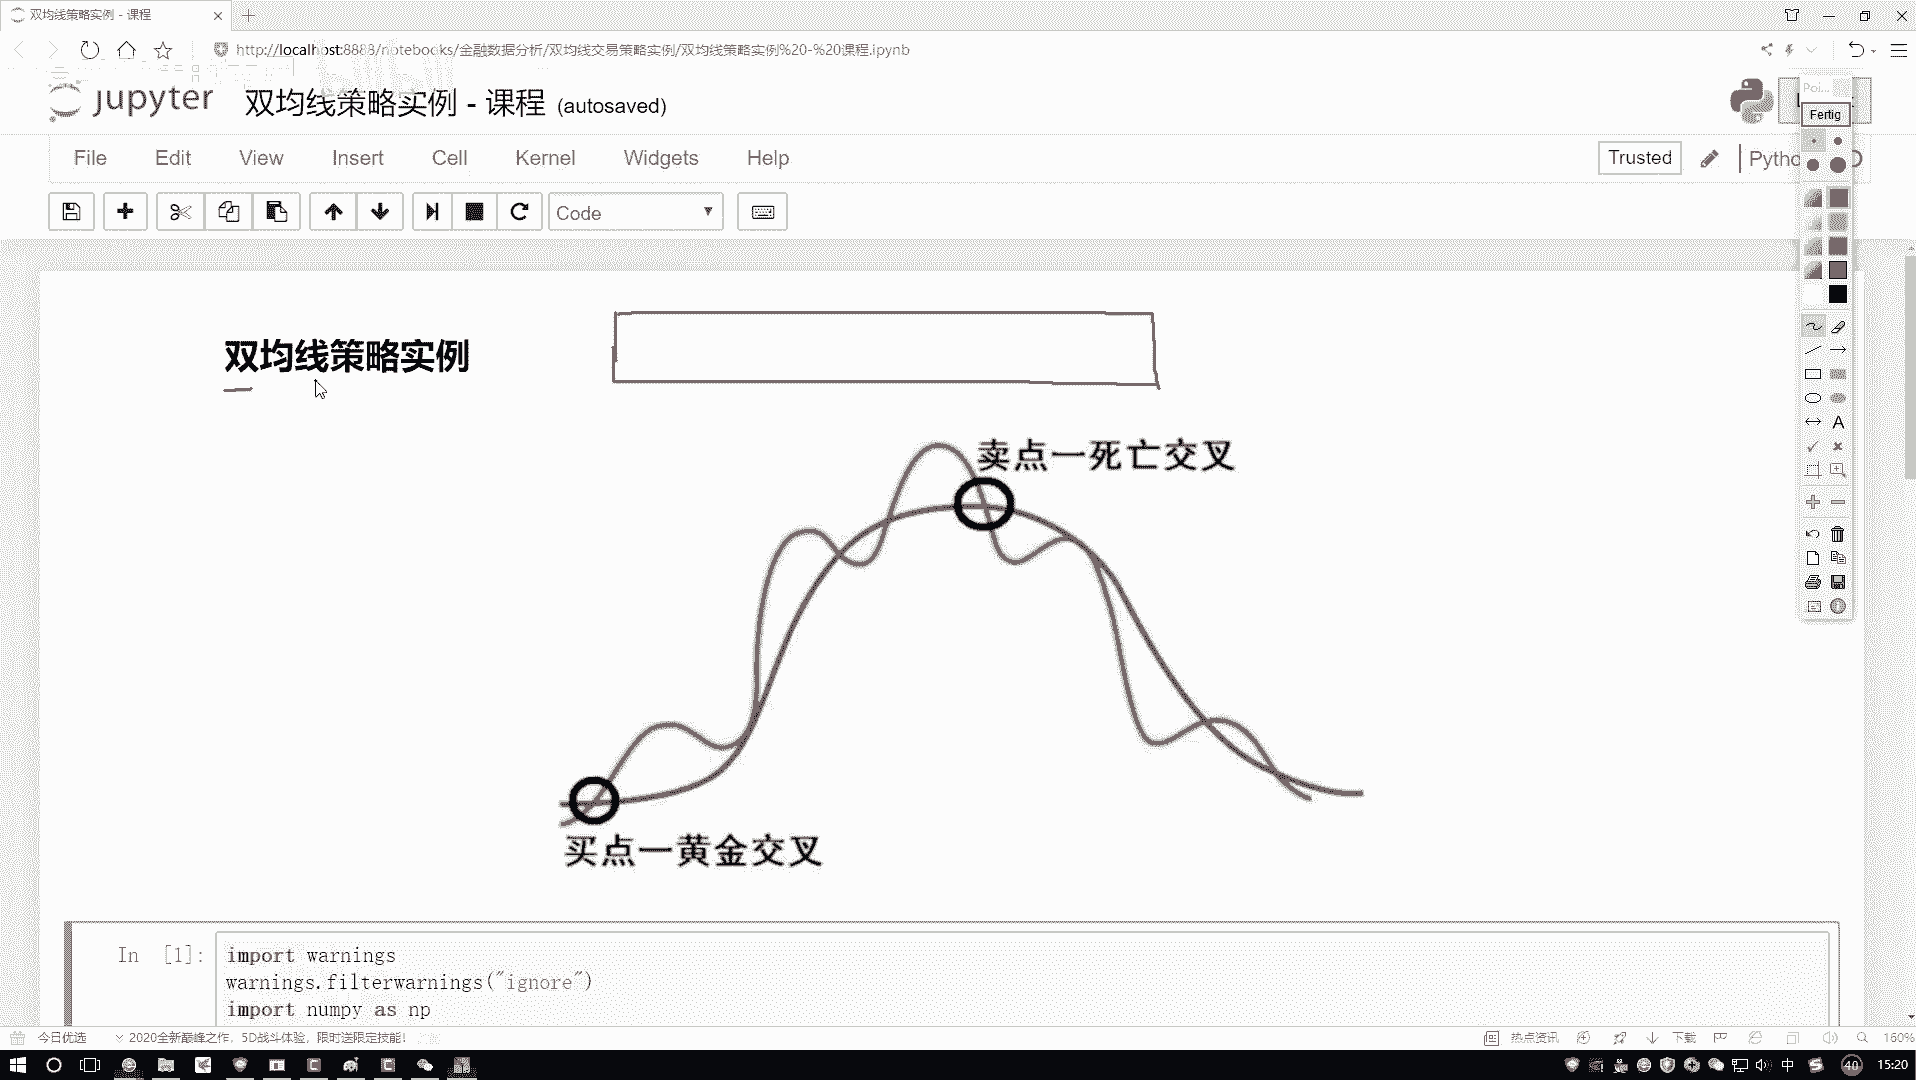 双均线策略实例 - 课程
http://localhost:8888/notebooks/金融数据分析/双均线交易策略实例/双均线策略实例%20-%20课程.ipynb
jupyter 双均线策略实例 - 课程 (autosaved)
Poi...
Fertig
File Edit View Insert Cell Kernel Widgets Help
Trusted
Code
A
双均线策略实例
卖点一死亡交叉
买点一黄金交叉
In [1]:
import warnings
warnings.filterwarnings("ignore")
import numpy as np
今日优选
2020全新巅峰之作，5D战斗体验，限时送限定技能！
热点资讯
下载
160%
中
40
15:20